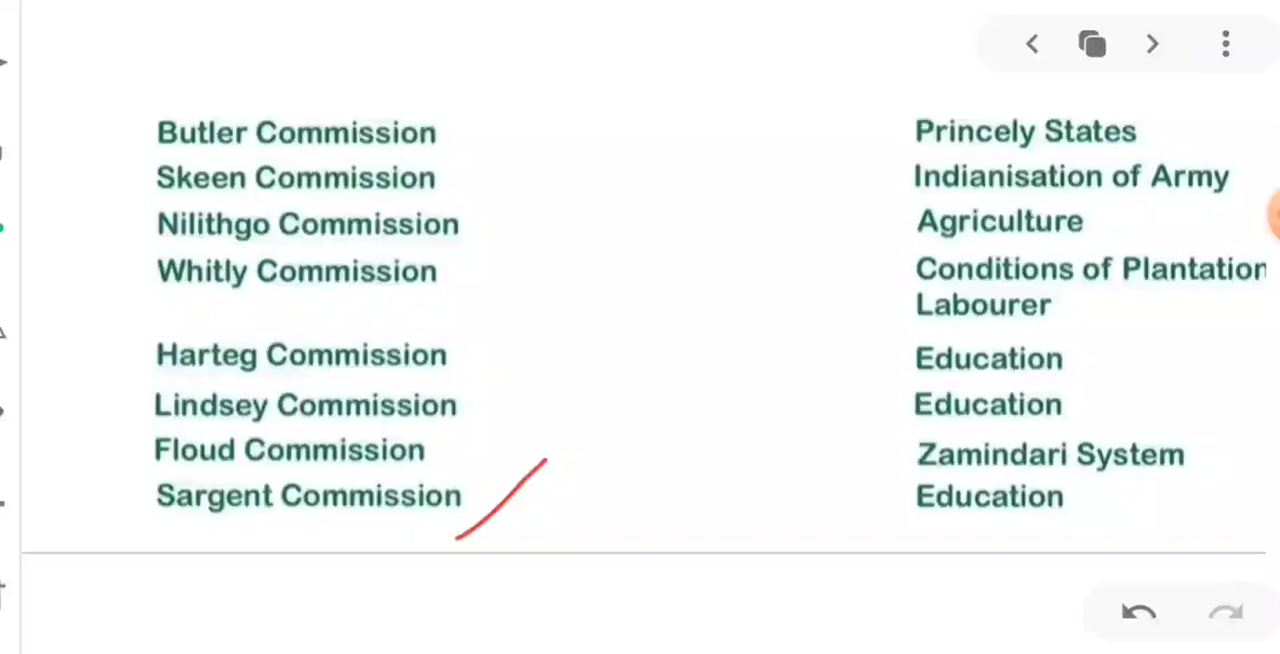 Butler Commission Princely States
Skeen Commission Indianisation of Army
Nilithgo Commission Agriculture
Whitly Commission Conditions of Plantation
Labourer
Harteg Commission Education
Lindsey Commission Education
Floud Commission Zamindari System
Sargent Commission Education